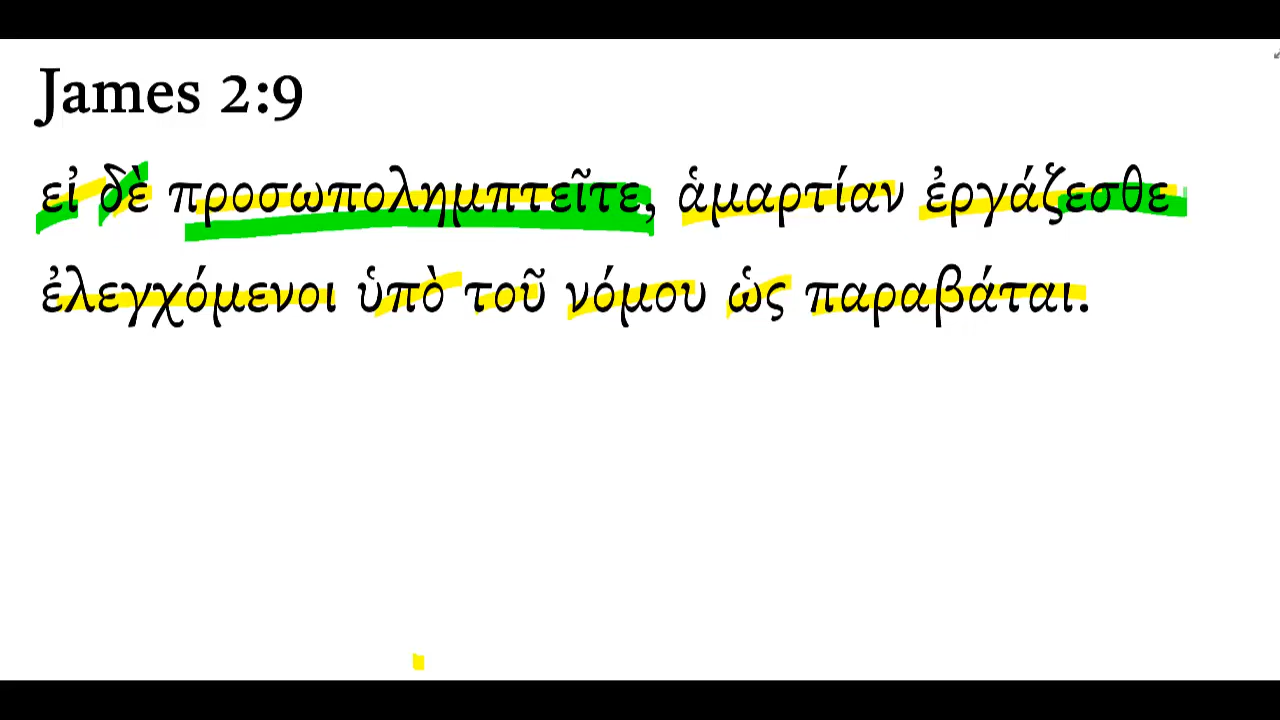 James 2:9
εἰ δὲ προσωπολημπτεῖτε, ἁμαρτίαν ἐργάζεσθε
ἐλεγχόμενοι ὑπὸ τοῦ νόμου ὡς παραβάται.